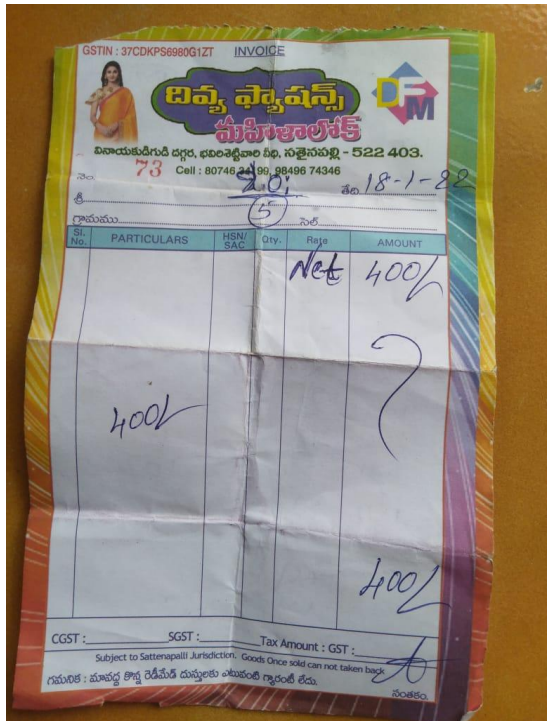 GSTIN : 37CDKPS6980G1ZT INVOICE
దివ్య ఫ్యాషన్స్ DFM
మహిళాలోక్
వినాయకుడిగుడి దగ్గర, భవిరిశెట్టివారి వీధి, సత్తెనపల్లి - 522 403.
నెం. 73 Cell : 80746 99, 98496 74346
తేది 18-1-22
శ్రీ
5
గ్రామము సెల్
Sl. No. PARTICULARS HSN/ SAC Qty. Rate AMOUNT
Net 400/-
400/-
400/-
CGST : SGST : Tax Amount : GST :
Subject to Sattenapalli Jurisdiction. Goods Once sold can not taken back
గమనిక : మావద్ద కొన్న రెడీమేడ్ దుస్తులకు ఎటువంటి గ్యారంటీ లేదు.
సంతకం.